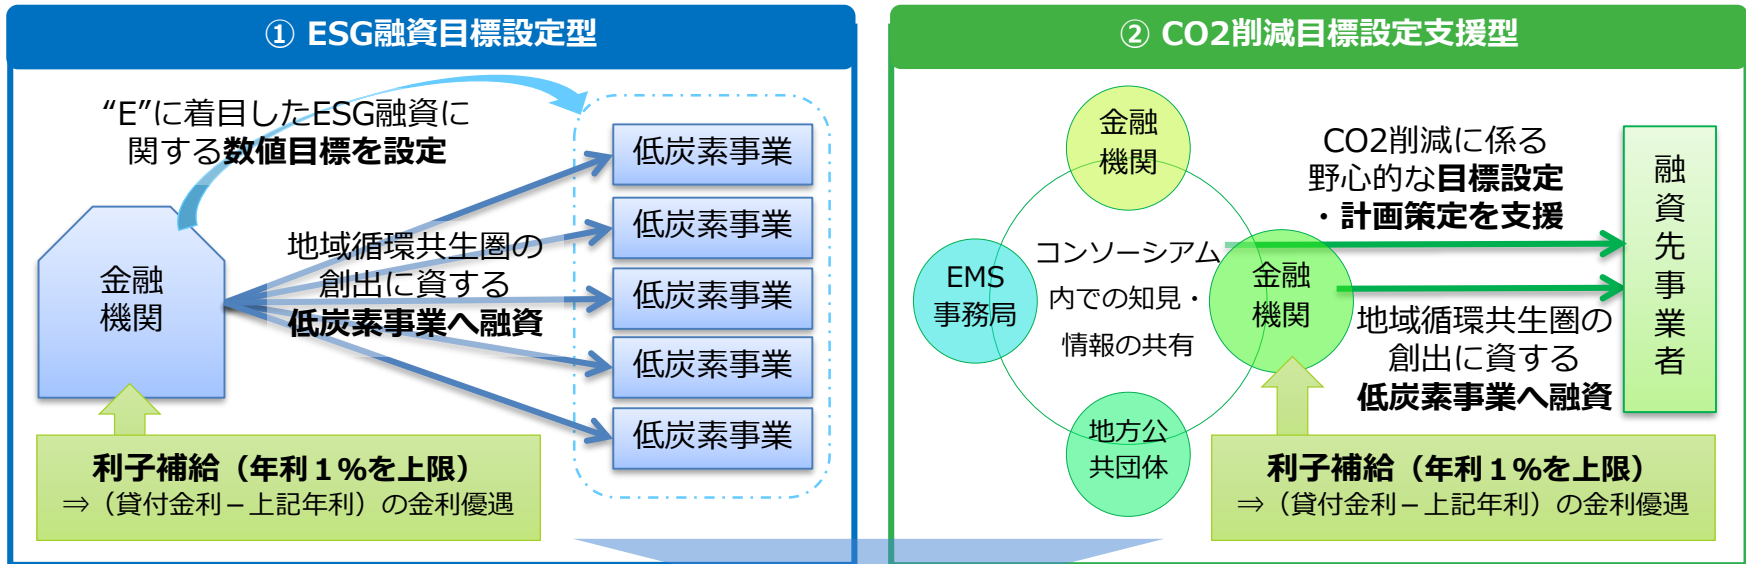 ① ESG融資目標設定型
“E”に着目したESG融資に
関する数値目標を設定
金融
機関
地域循環共生圏の
創出に資する
低炭素事業へ融資
低炭素事業
低炭素事業
低炭素事業
低炭素事業
低炭素事業
利子補給（年利１%を上限）
⇒（貸付金利－上記年利）の金利優遇
② CO2削減目標設定支援型
金融
機関
EMS
事務局
コンソーシアム
内での知見・
情報の共有
金融
機関
地方公
共団体
CO2削減に係る
野心的な目標設定
・計画策定を支援
地域循環共生圏の
創出に資する
低炭素事業へ融資
融資先事業者
利子補給（年利１%を上限）
⇒（貸付金利－上記年利）の金利優遇